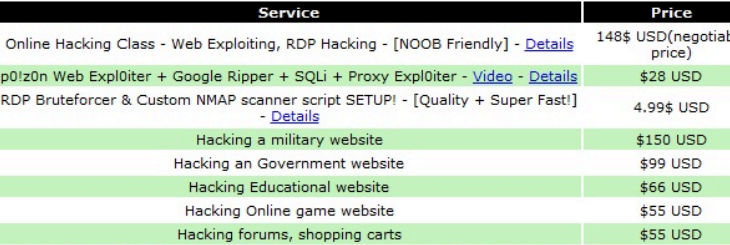 Service Price
Online Hacking Class - Web Exploiting, RDP Hacking - [NOOB Friendly] - Details
148$ USD(negotiab
price)
p0!z0n Web Expl0iter + Google Ripper + SQLi + Proxy Expl0iter - Video - Details $28 USD
RDP Bruteforcer & Custom NMAP scanner script SETUP! - [Quality + Super Fast!]
- Details
4.99$ USD
Hacking a military website $150 USD
Hacking an Government website $99 USD
Hacking Educational website $66 USD
Hacking Online game website $55 USD
Hacking forums, shopping carts $55 USD